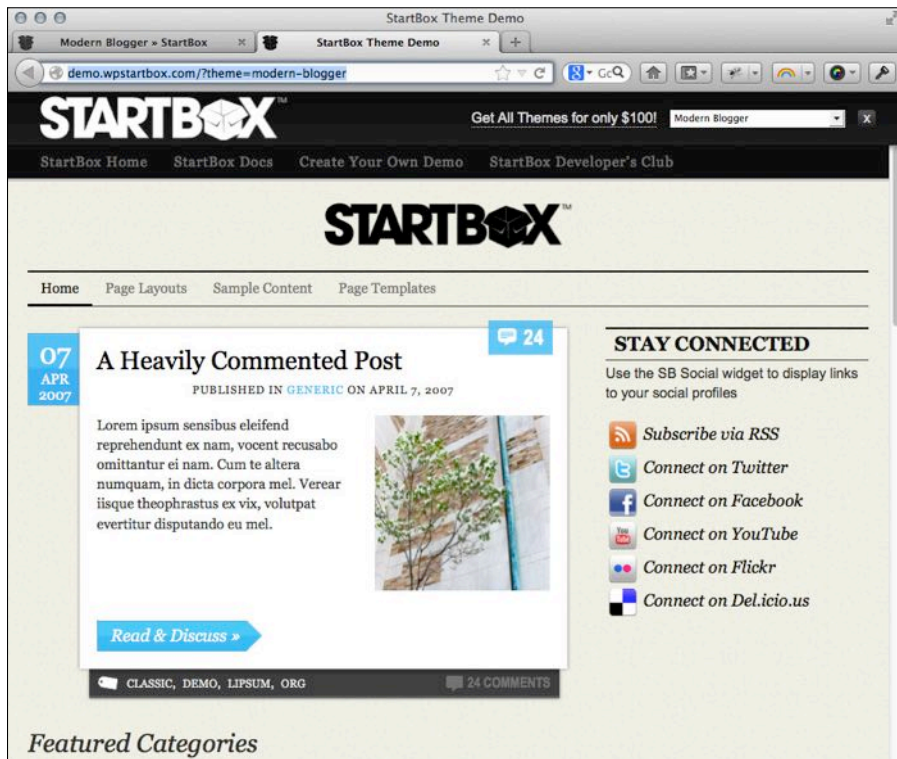 StartBox Theme Demo
Modern Blogger » StartBox
StartBox Theme Demo
demo.wpstartbox.com/?theme=modern-blogger
STARTBOX™
Get All Themes for only $100!
Modern Blogger
X
StartBox Home StartBox Docs Create Your Own Demo StartBox Developer's Club
STARTBOX™
Home Page Layouts Sample Content Page Templates
07
APR
2007
24
A Heavily Commented Post
PUBLISHED IN GENERIC ON APRIL 7, 2007
Lorem ipsum sensibus eleifend
reprehendunt ex nam, vocent recusabo
omittantur ei nam. Cum te altera
numquam, in dicta corpora mel. Verear
iisque theophrastus ex vix, volutpat
evertitur disputando eu mel.
Read & Discuss »
CLASSIC, DEMO, LIPSUM, ORG
24 COMMENTS
STAY CONNECTED
Use the SB Social widget to display links
to your social profiles
Subscribe via RSS
Connect on Twitter
Connect on Facebook
You Tube
Connect on YouTube
Connect on Flickr
Connect on Del.icio.us
Featured Categories